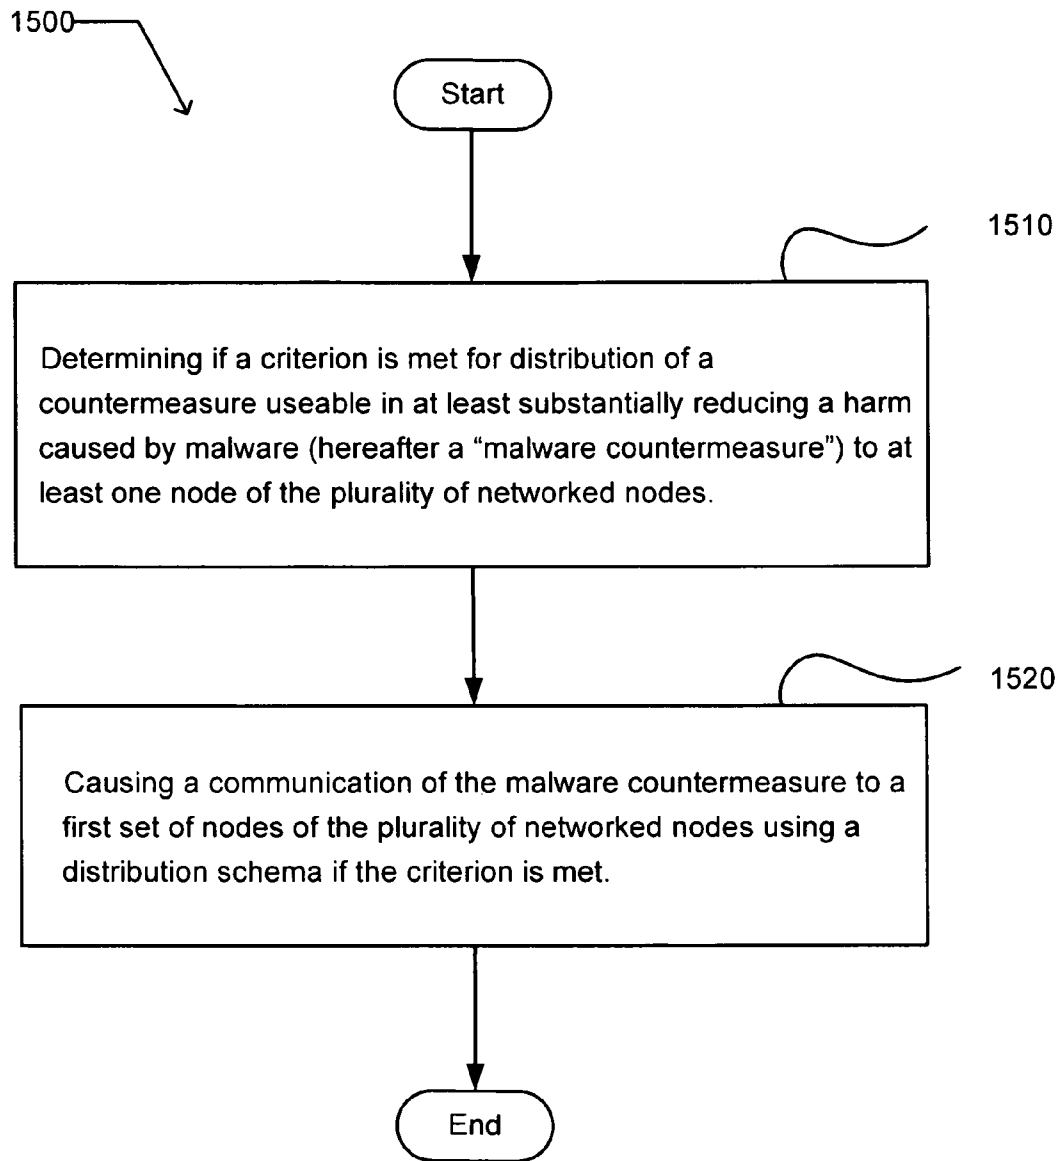 1500
Start
1510
Determining if a criterion is met for distribution of a
countermeasure useable in at least substantially reducing a harm
caused by malware (hereafter a “malware countermeasure”) to at
least one node of the plurality of networked nodes.
1520
Causing a communication of the malware countermeasure to a
first set of nodes of the plurality of networked nodes using a
distribution schema if the criterion is met.
End